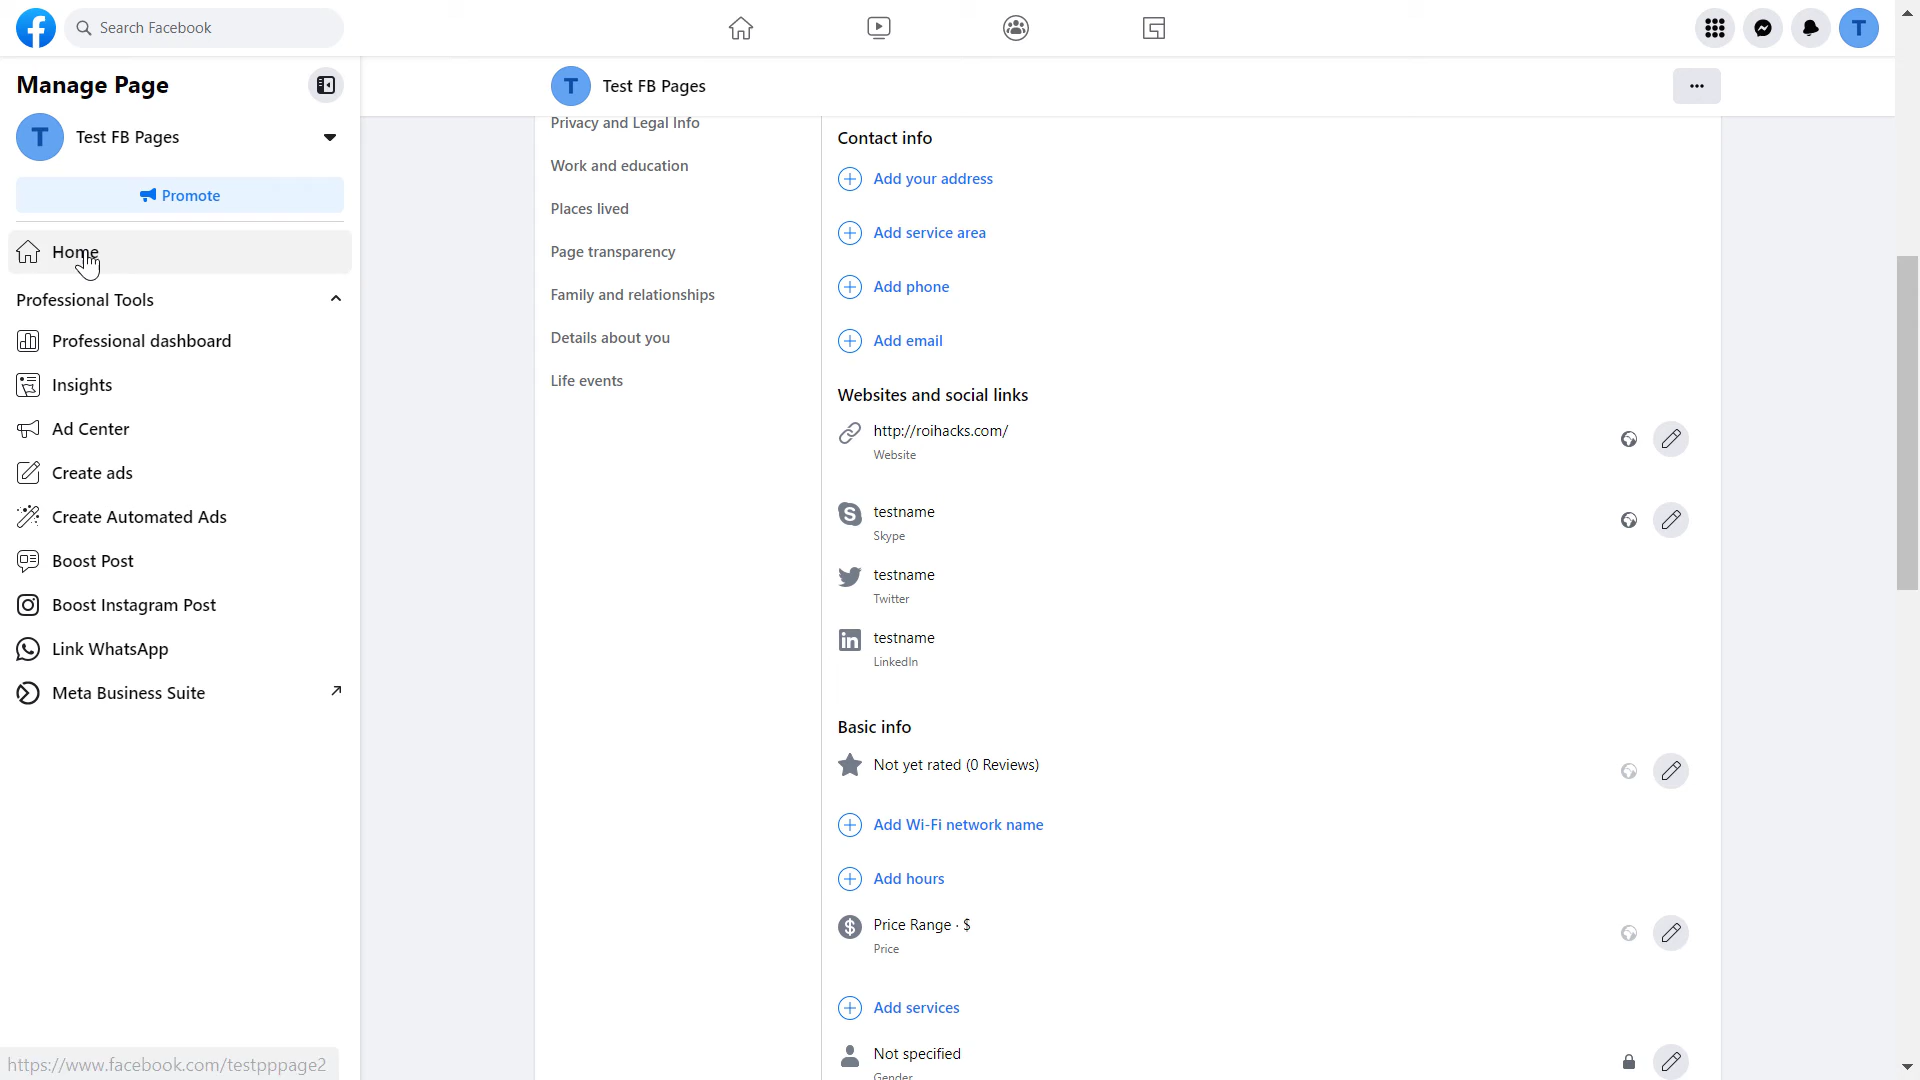 Search Facebook
T
Manage Page
T Test FB Pages
Promote
Home
Professional Tools
Professional dashboard
Insights
Ad Center
Create ads
Create Automated Ads
Boost Post
Boost Instagram Post
Link WhatsApp
Meta Business Suite
https://www.facebook.com/testpppage2
T Test FB Pages
Privacy and Legal Info
Work and education
Places lived
Page transparency
Family and relationships
Details about you
Life events
Contact info
Add your address
Add service area
Add phone
Add email
Websites and social links
http://roihacks.com/
Website
testname
Skype
testname
Twitter
testname
LinkedIn
Basic info
Not yet rated (0 Reviews)
Add Wi-Fi network name
Add hours
Price Range · $
Price
Add services
Not specified
Gender